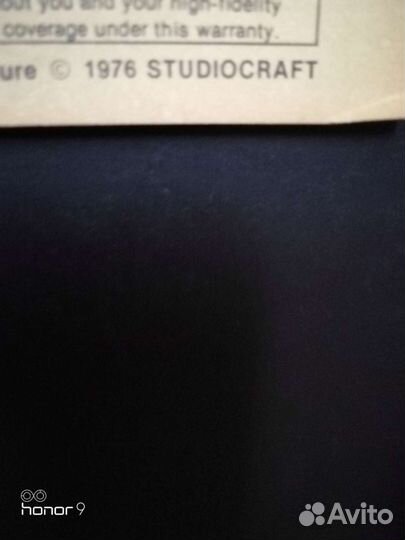 out you and your high-fidelity
coverage under this warranty.
ure © 1976 STUDIOCRAFT
honor 9
Avito